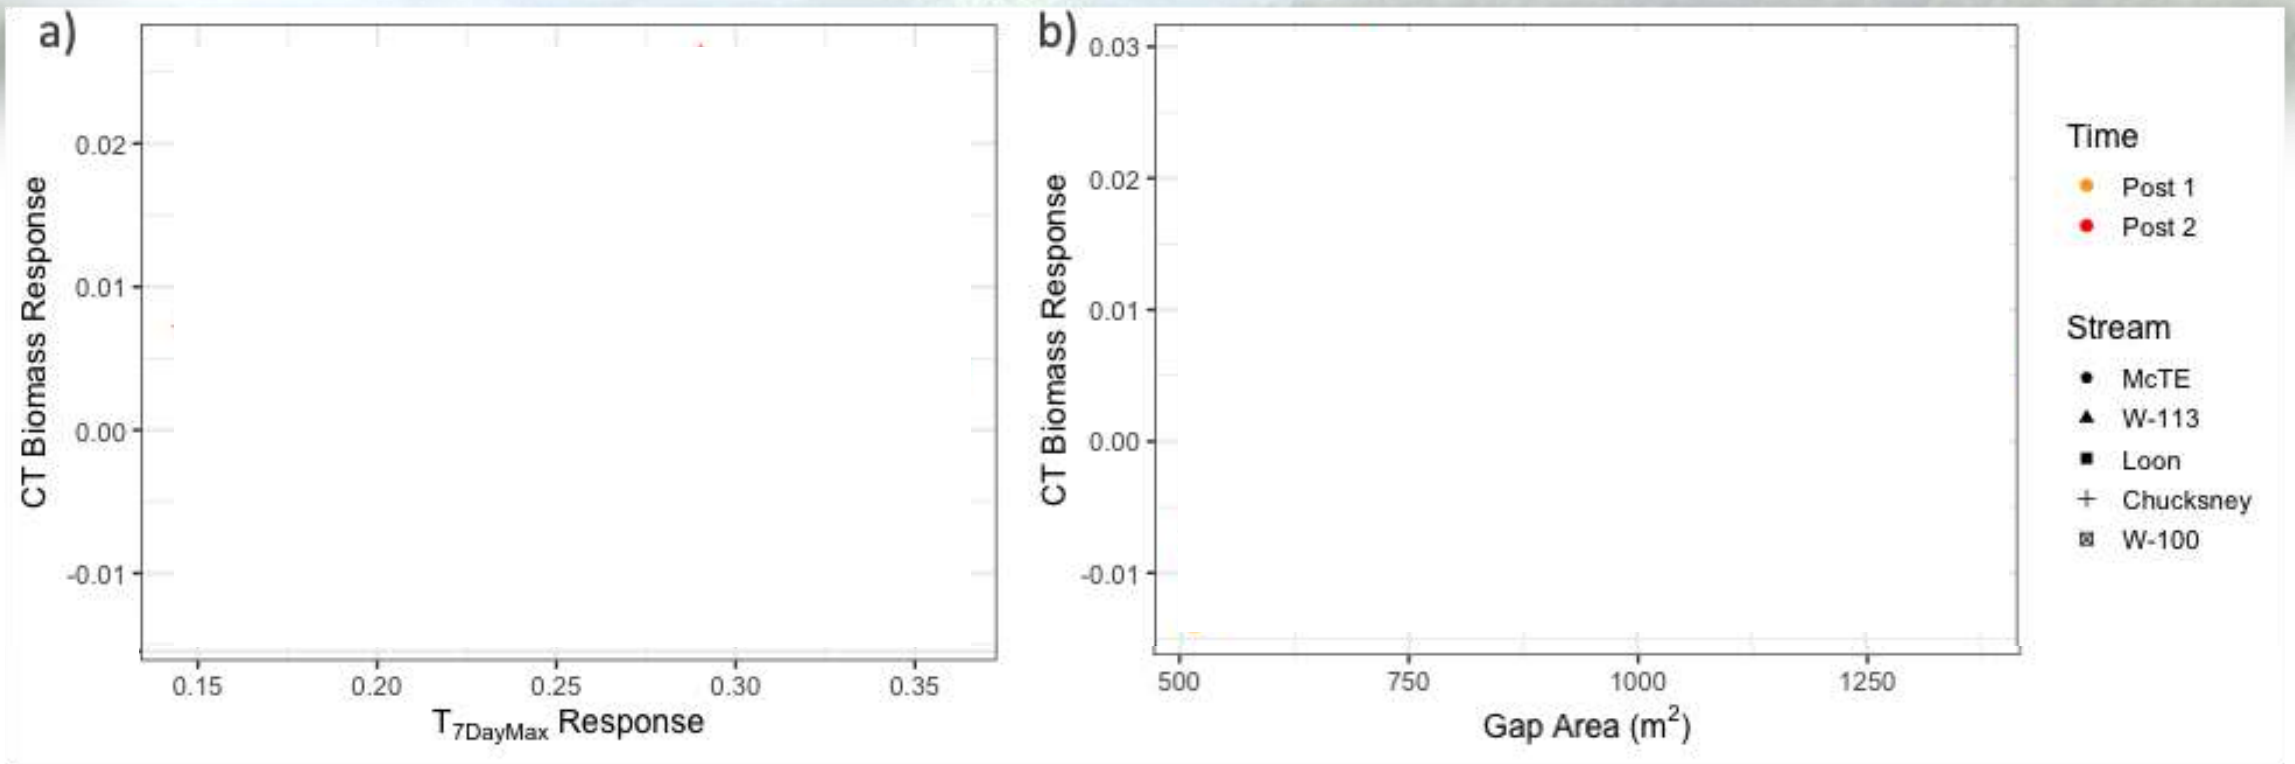 a)
CT Biomass Response
0.02
0.01
0.00
-0.01
0.15 0.20 0.25 0.30 0.35
T7DayMax Response
b)
CT Biomass Response
0.03
0.02
0.01
0.00
-0.01
500 750 1000 1250
Gap Area (m²)
Time
Post 1
Post 2
Stream
McTE
W-113
Loon
Chucksney
W-100